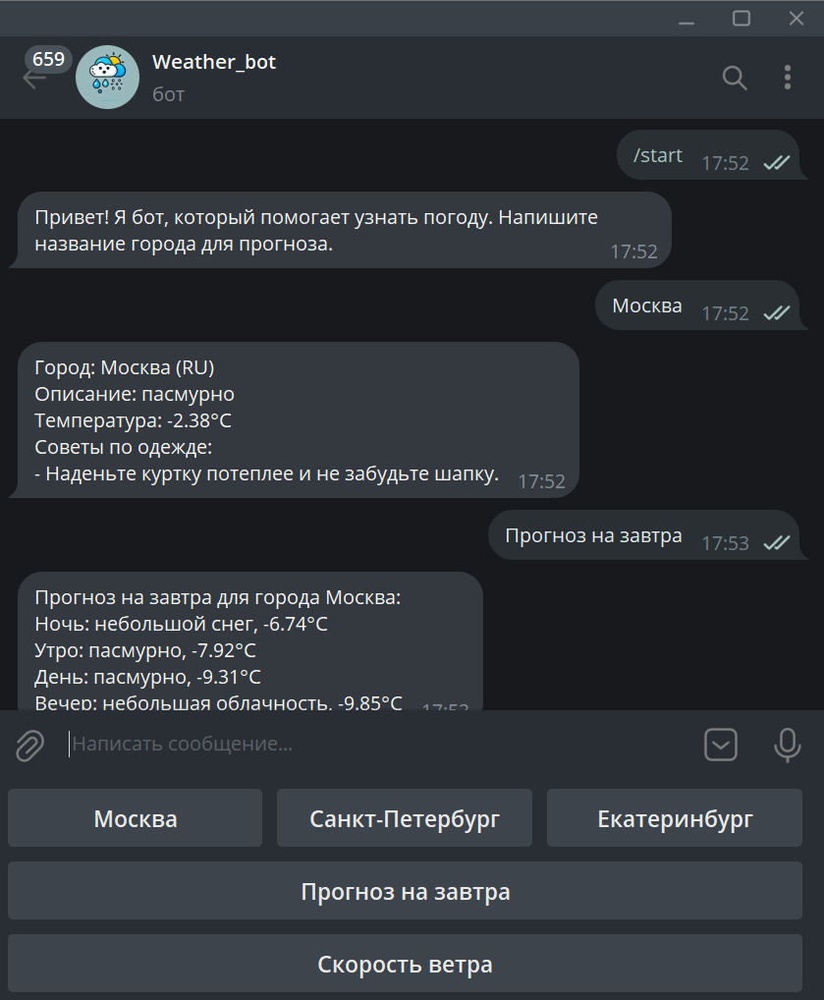 659
Weather_bot
бот
/start 17:52
Привет! Я бот, который помогает узнать погоду. Напишите
название города для прогноза. 17:52
Москва 17:52
Город: Москва (RU)
Описание: пасмурно
Температура: -2.38°C
Советы по одежде:
- Наденьте куртку потеплее и не забудьте шапку. 17:52
Прогноз на завтра 17:53
Прогноз на завтра для города Москва:
Ночь: небольшой снег, -6.74°C
Утро: пасмурно, -7.92°C
День: пасмурно, -9.31°C
Вечер: небольшая облачность, -9.85°C 17:53
Написать сообщение...
Москва Санкт-Петербург Екатеринбург
Прогноз на завтра
Скорость ветра